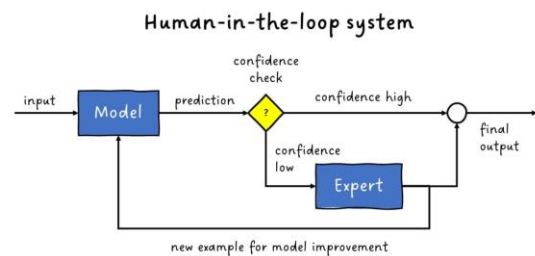 Human-in-the-loop system
confidence
check
input
Model
prediction
?
confidence high
final
output
confidence
low
Expert
new example for model improvement